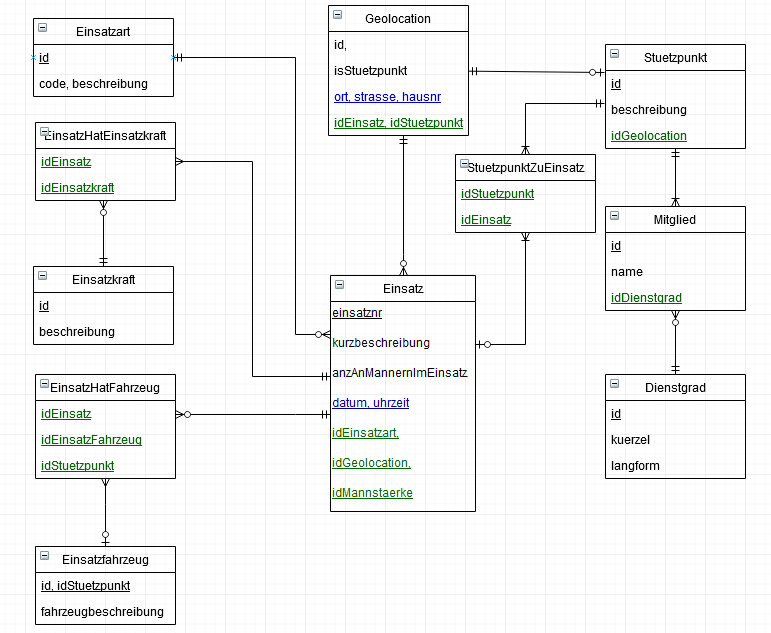 Einsatzart
id
code, beschreibung
EinsatzHatEinsatzkraft
idEinsatz
idEinsatzkraft
Einsatzkraft
id
beschreibung
EinsatzHatFahrzeug
idEinsatz
idEinsatzFahrzeug
idStuetzpunkt
Einsatzfahrzeug
id, idStuetzpunkt
fahrzeugbeschreibung
Geolocation
id,
isStuetzpunkt
ort, strasse, hausnr
idEinsatz, idStuetzpunkt
Einsatz
einsatznr
kurzbeschreibung
anzAnMannernImEinsatz
datum, uhrzeit
idEinsatzart,
idGeolocation,
idMannstaerke
StuetzpunktZuEinsatz
idStuetzpunkt
idEinsatz
Stuetzpunkt
id
beschreibung
idGeolocation
Mitglied
id
name
idDienstgrad
Dienstgrad
id
kuerzel
langform